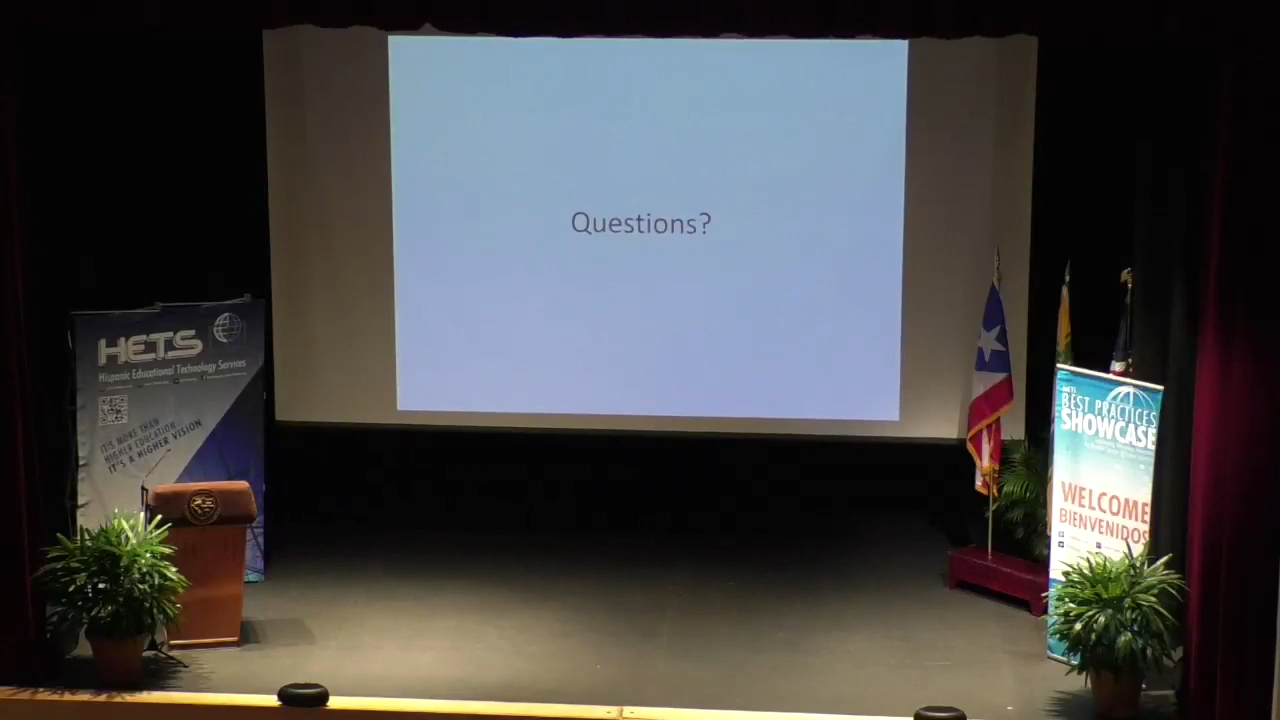 Questions?
HETS
Hispanic Educational Technology Services
IT'S MORE THAN
HIGHER EDUCATION
IT'S A HIGHER VISION
HETS
BEST PRACTICES
SHOWCASE
WELCOME
BIENVENIDOS